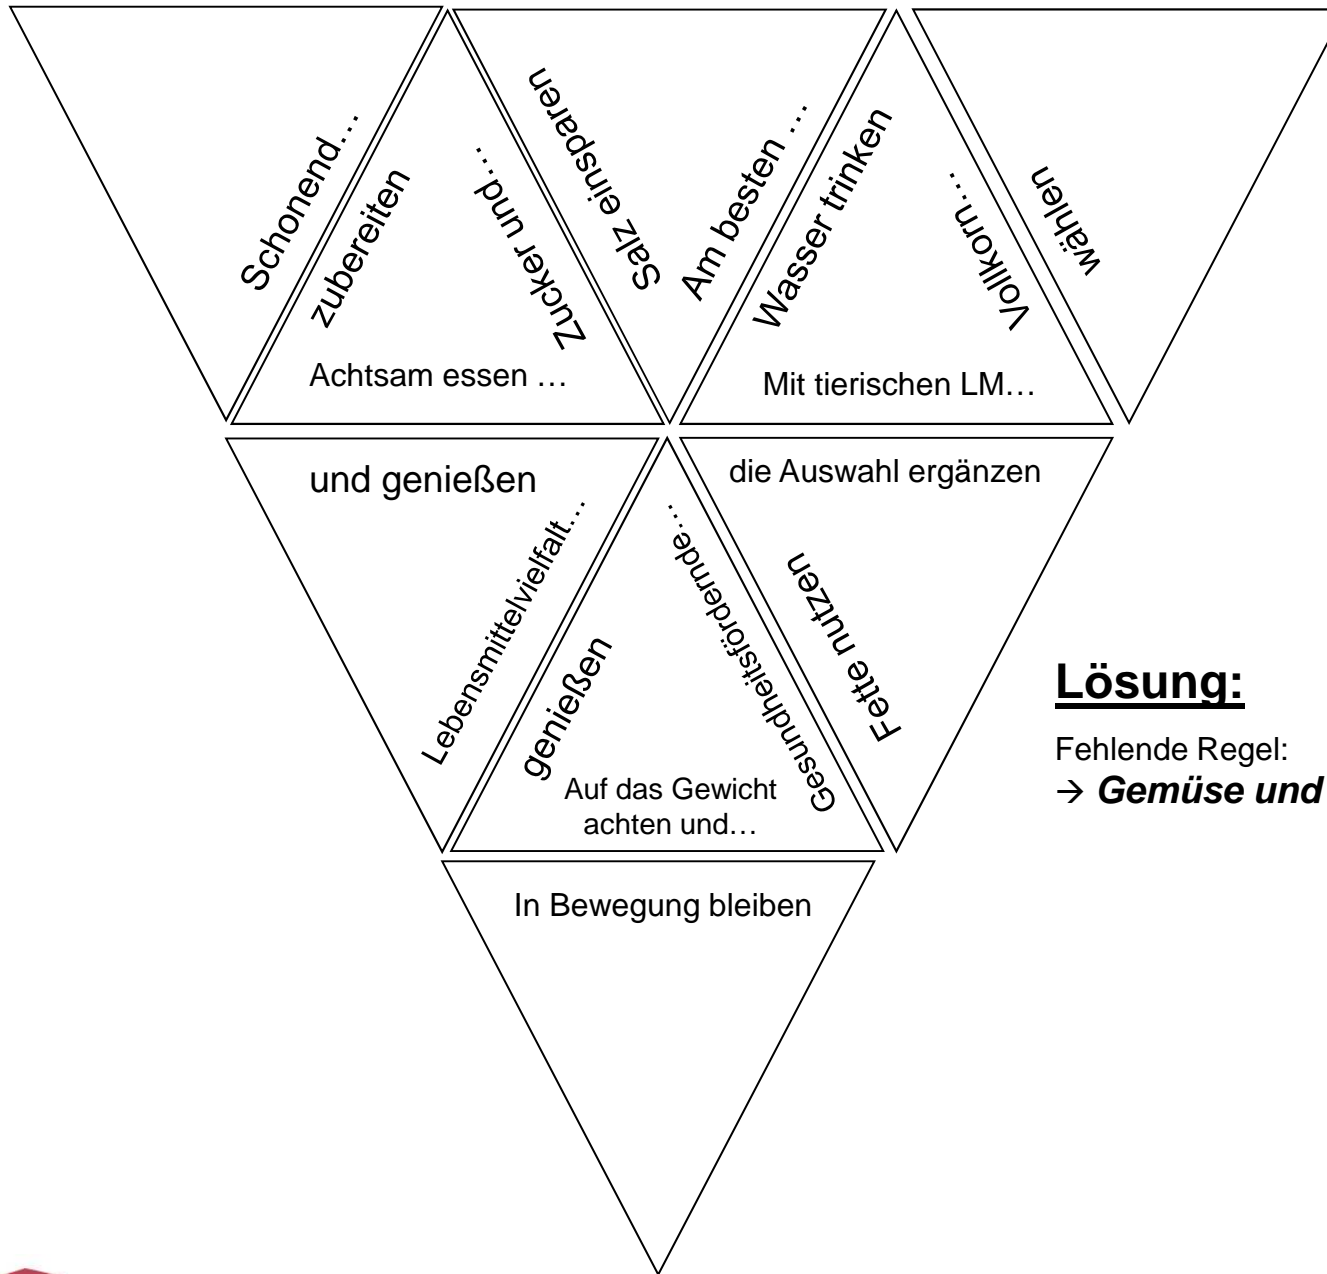 Schonend…
zubereiten
Zucker und…
Salz einsparen
Am besten …
Wasser trinken
Vollkorn…
wählen
Achtsam essen …
Mit tierischen LM…
und genießen
die Auswahl ergänzen
Lebensmittelvielfalt…
genießen
Gesundheitsfördernde…
Fette nutzen
Auf das Gewicht
achten und…
In Bewegung bleiben
Lösung:
Fehlende Regel:
→ Gemüse und